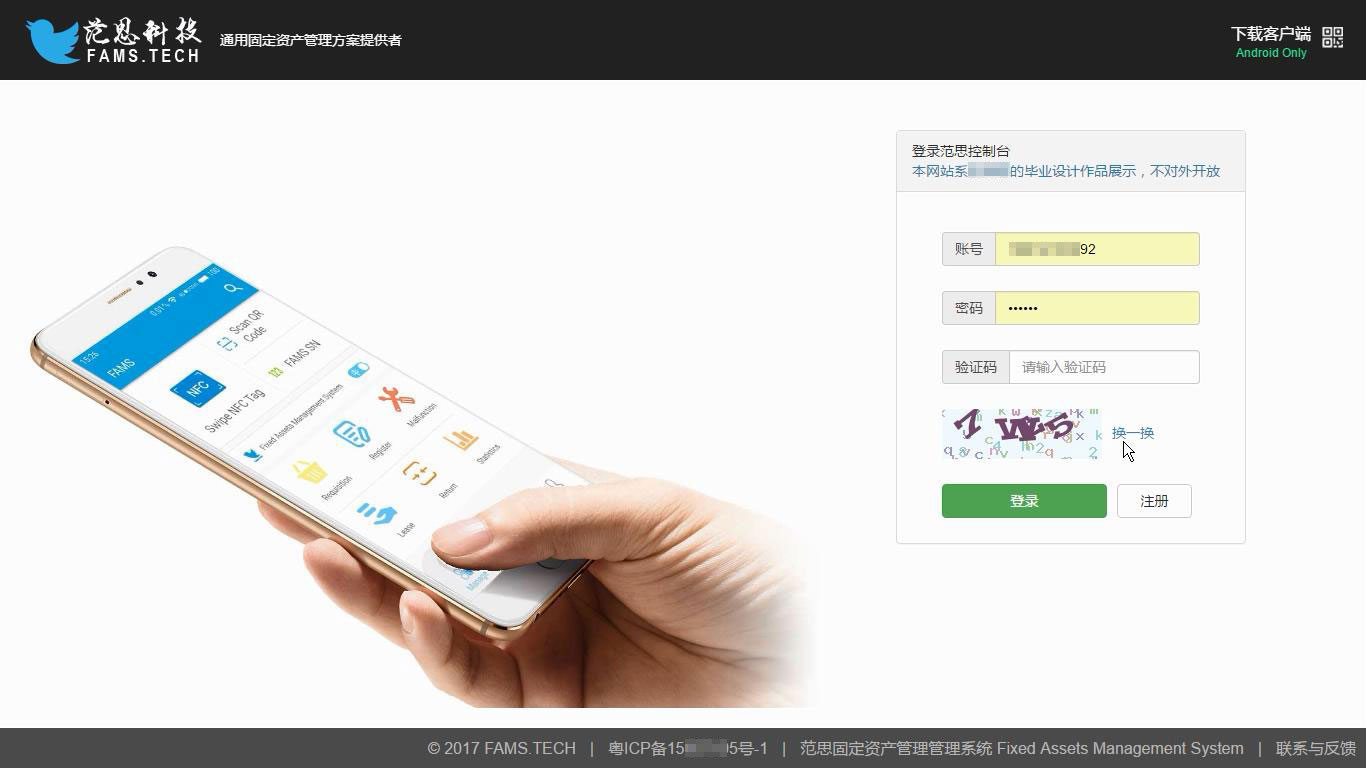 范思科技
FAMS.TECH
通用固定资产管理方案提供者
下载客户端
Android Only
登录范思控制台
本网站系
的毕业设计作品展示，不对外开放
账号
92
密码
••••••
验证码
请输入验证码
换一换
登录
注册
15:26
0.01
100
FAMS
Scan QR
Code
NFC
Swipe NFC Tag
123
FAMS SN
Fixed Assets Management System
Malfunction
Register
Requisition
Statistics
Return
Lease
Manage
© 2017 FAMS.TECH | 粤ICP备15 05号-1 | 范思固定资产管理管理系统 Fixed Assets Management System | 联系与反馈